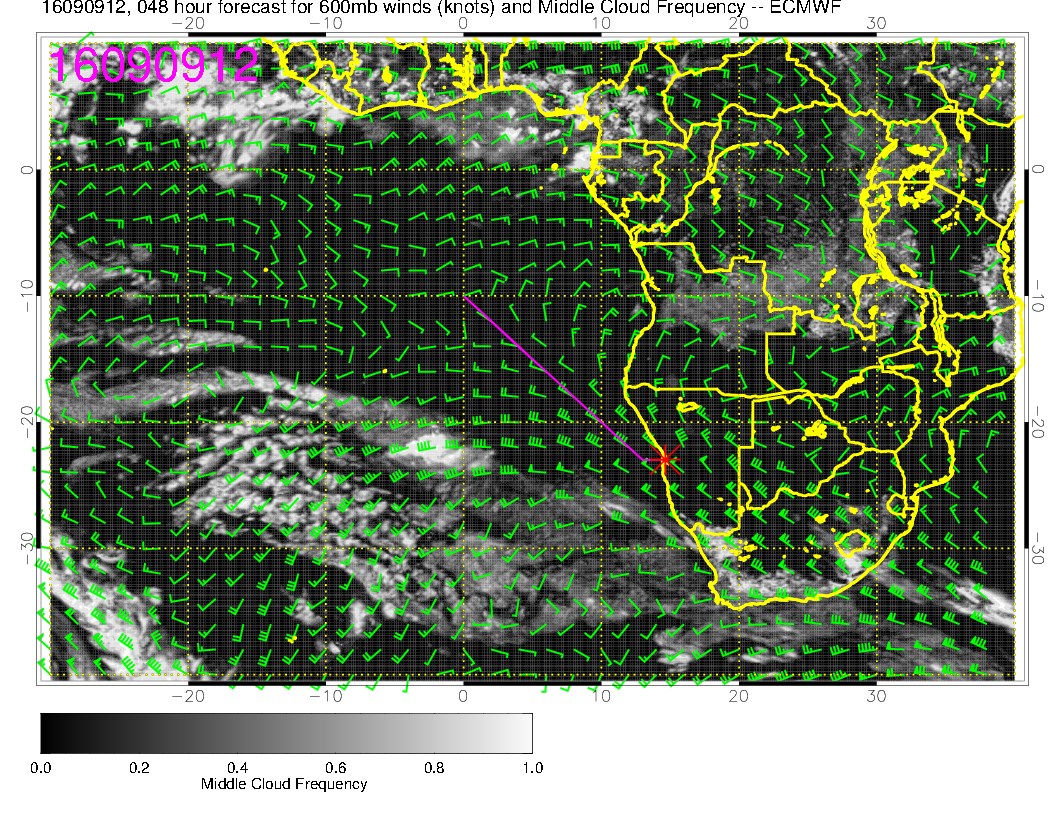 16090912, 048 hour forecast for 600mb winds (knots) and Middle Cloud Frequency -- ECMWF
−20 −10 0 10 20 30
16090912
0 0
−10 −10
−20 −20
−30 −30
−20 −10 0 10 20 30
0.0 0.2 0.4 0.6 0.8 1.0
Middle Cloud Frequency